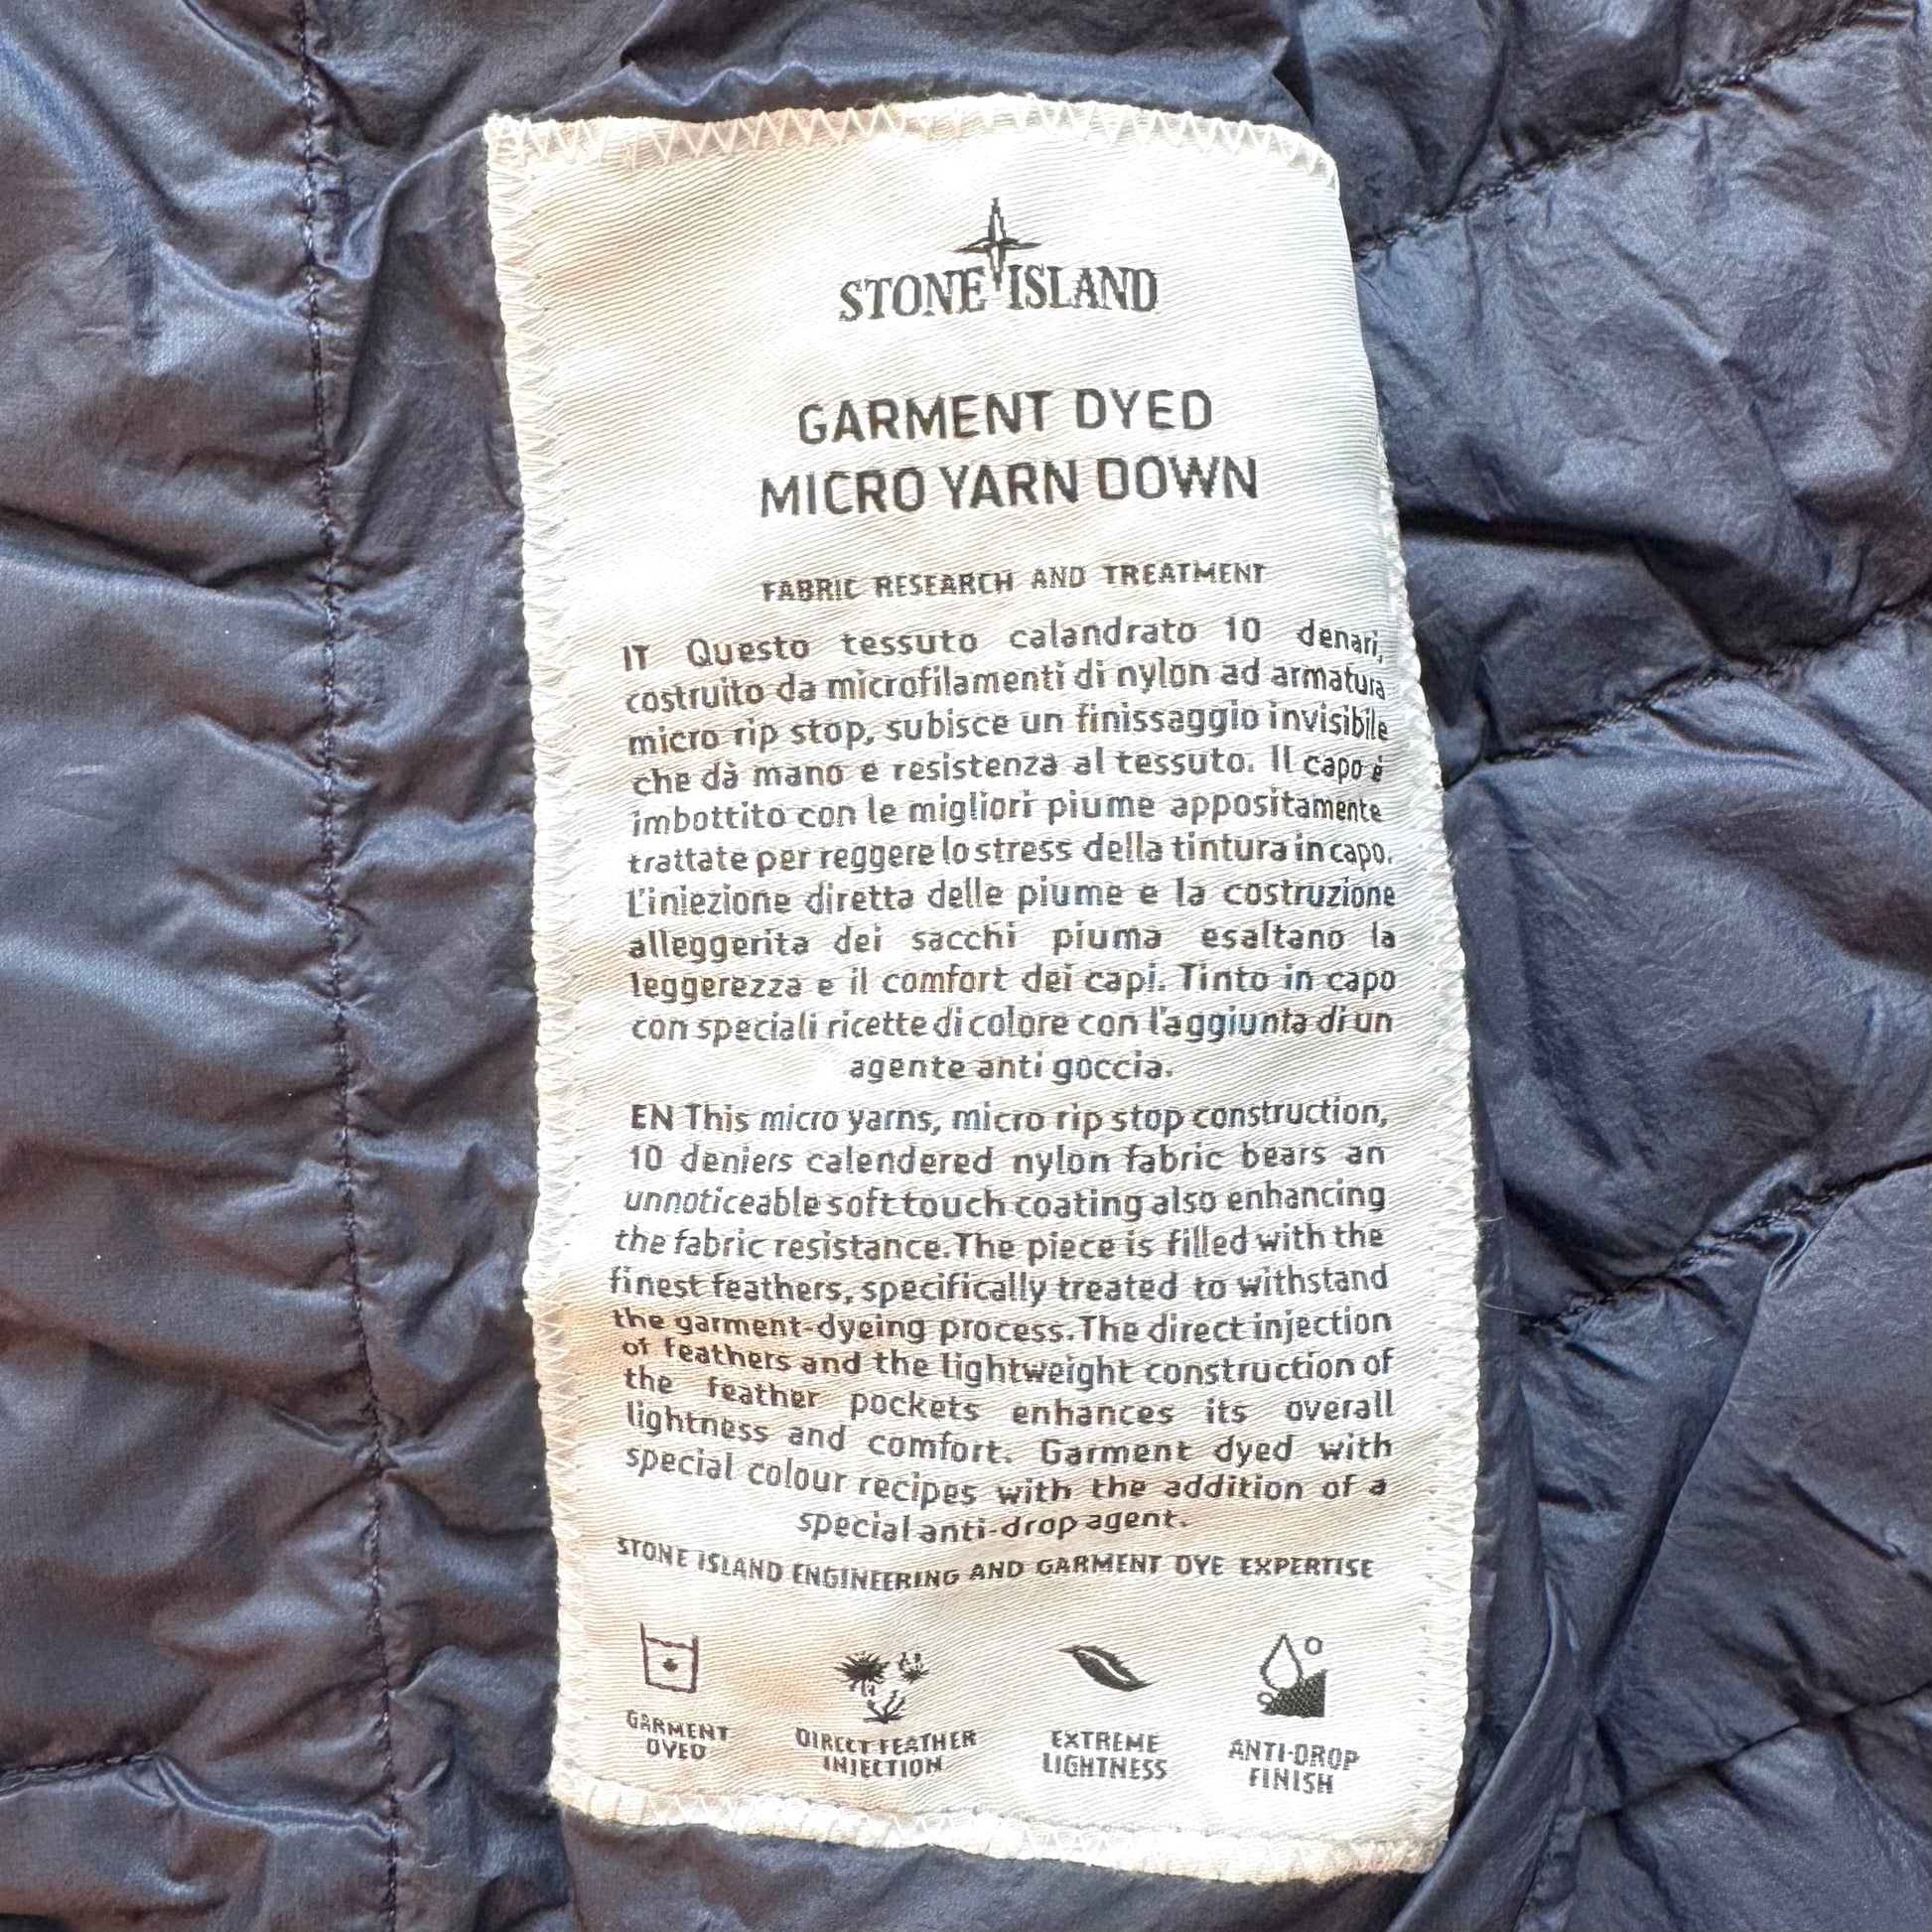 STONE ISLAND
GARMENT DYED
MICRO YARN DOWN
FABRIC RESEARCH AND TREATMENT
IT Questo tessuto calandrato 10 denari,
costruito da microfilamenti di nylon ad armatura
micro rip stop, subisce un finissaggio invisibile
che dà mano e resistenza al tessuto. Il capo è
imbottito con le migliori piume appositamente
trattate per reggere lo stress della tintura in capo.
L'iniezione diretta delle piume e la costruzione
alleggerita dei sacchi piuma esaltano la
leggerezza e il comfort dei capi. Tinto in capo
con speciali ricette di colore con l'aggiunta di un
agente anti goccia.
EN This micro yarns, micro rip stop construction,
10 deniers calendered nylon fabric bears an
unnoticeable soft touch coating also enhancing
the fabric resistance. The piece is filled with the
finest feathers, specifically treated to withstand
the garment-dyeing process. The direct injection
of feathers and the lightweight construction of
the feather pockets enhances its overall
lightness and comfort. Garment dyed with
special colour recipes with the addition of a
special anti-drop agent.
STONE ISLAND ENGINEERING AND GARMENT DYE EXPERTISE
GARMENT
DYED
DIRECT FEATHER
INJECTION
EXTREME
LIGHTNESS
ANTI-DROP
FINISH